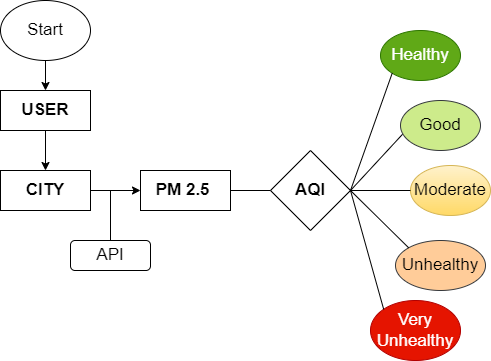 Start
USER
CITY
API
PM 2.5
AQI
Healthy
Good
Moderate
Unhealthy
Very
Unhealthy